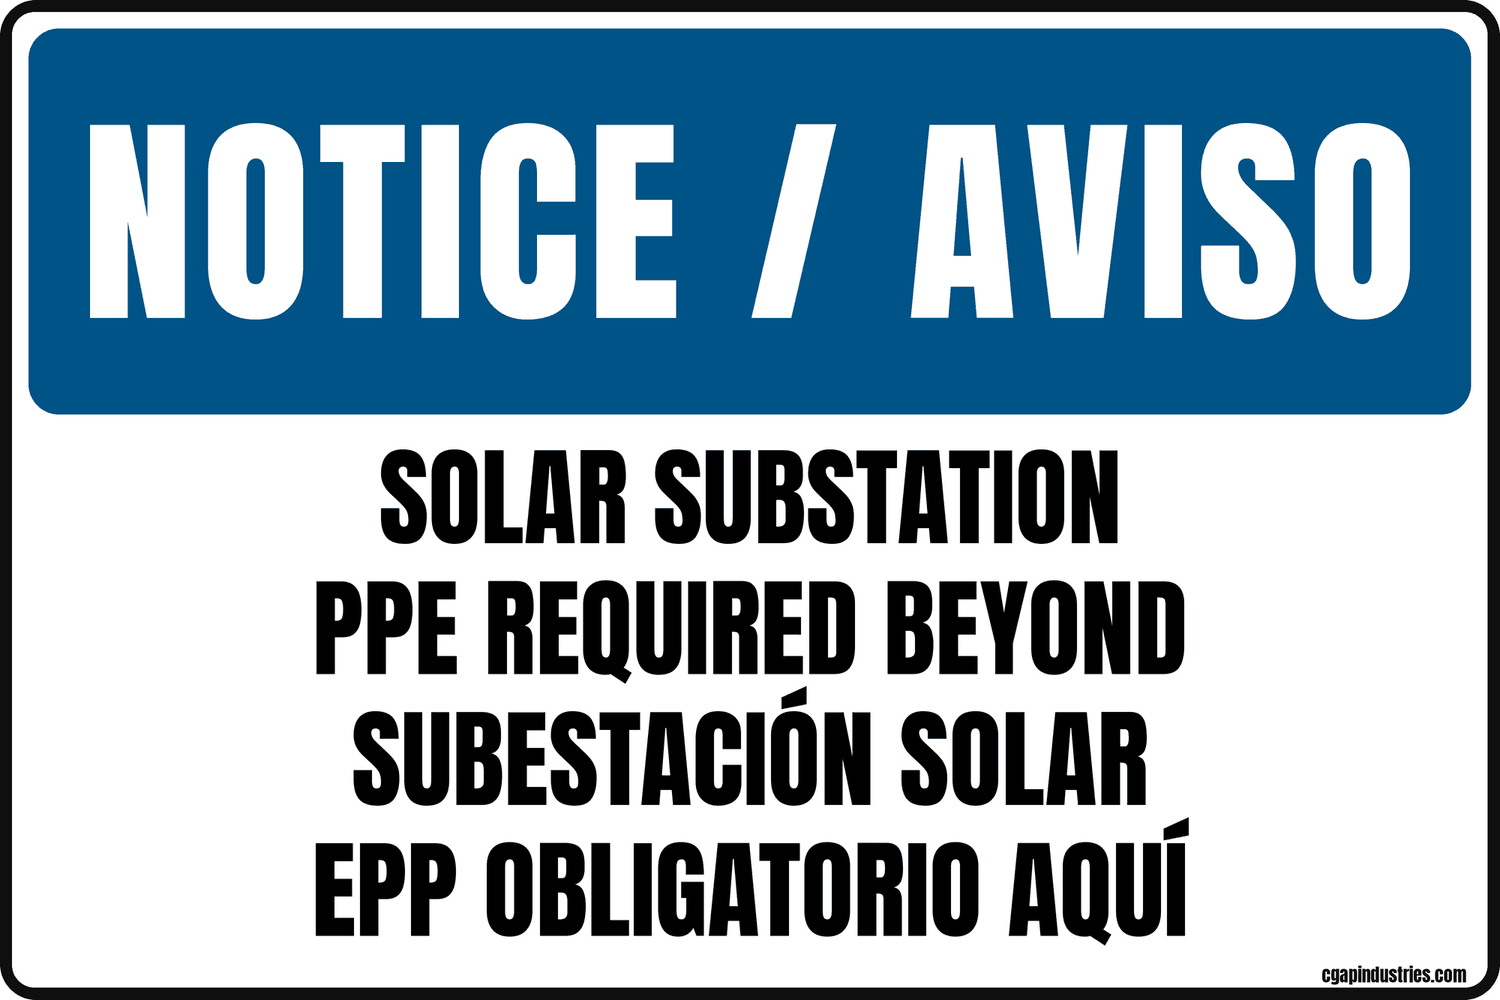 NOTICE / AVISO
SOLAR SUBSTATION
PPE REQUIRED BEYOND
SUBESTACIÓN SOLAR
EPP OBLIGATORIO AQUÍ
cgapindustries.com